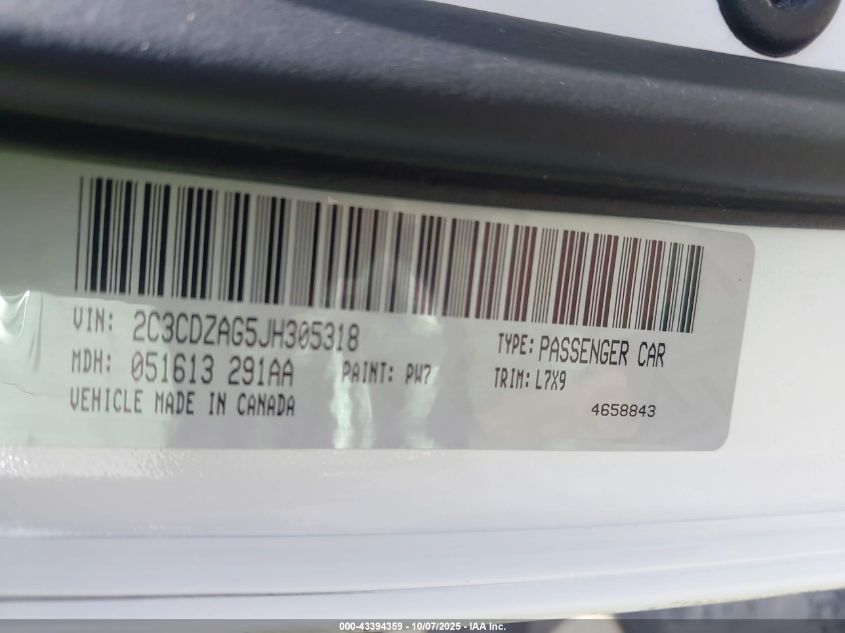 VIN: 2C3CDZAG5JH305318
TYPE: PASSENGER CAR
MDH: 051613 291AA
PAINT: PW7
TRIM: L7X9
VEHICLE MADE IN CANADA
4658843
000-43394359 - 10/07/2025 - IAA Inc.